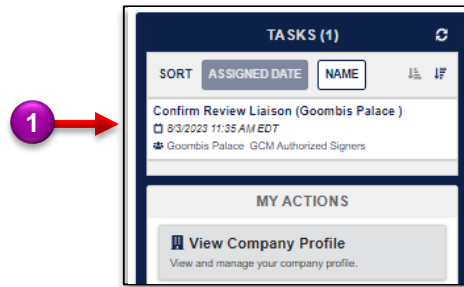 TASKS (1)
SORT ASSIGNED DATE NAME
1
Confirm Review Liaison (Goombis Palace )
8/3/2023 11:35 AM EDT
Goombis Palace GCM Authorized Signers
MY ACTIONS
View Company Profile
View and manage your company profile.